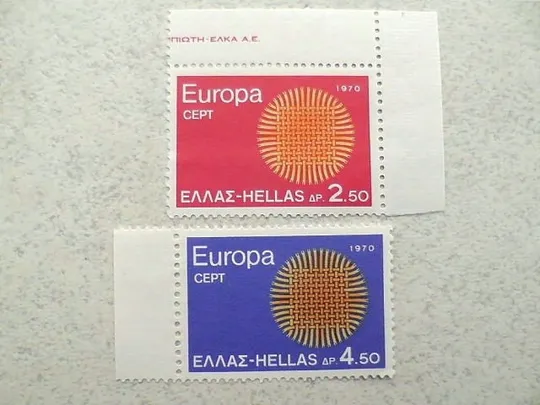 ΠΙΩΤΗ-ΕΛΚΑ Α.Ε.
Europa 1970
CEPT
ΕΛΛΑΣ-HELLAS ΔΡ. 2.50
Europa 1970
CEPT
ΕΛΛΑΣ-HELLAS ΔΡ. 4.50